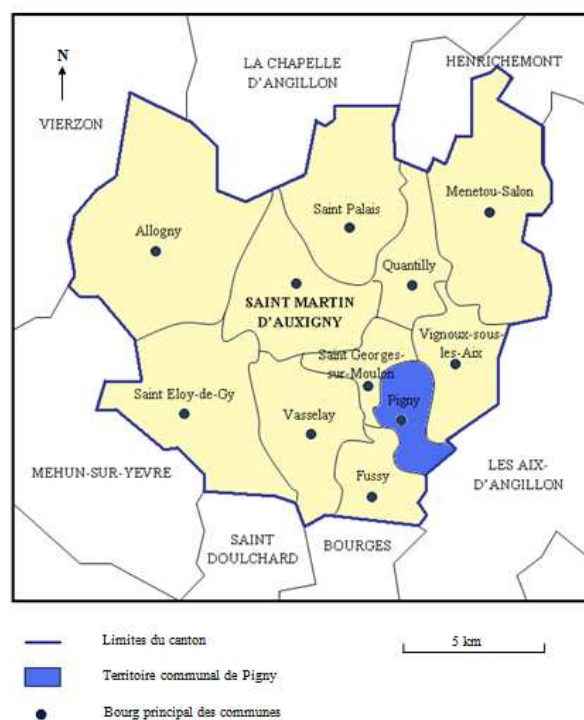 N
LA CHAPELLE
D'ANGILLON
HENRICHEMONT
VIERZON
Menetou-Salon
Saint Palais
Allogny
Quantilly
SAINT MARTIN
D'AUXIGNY
Vignoux-sous-
les-Aix
Saint Georges-
sur-Moulon
Saint Eloy-de-Gy
Pigny
Vasselay
MEHUN-SUR-YEVRE
Fussy
LES AIX-
D'ANGILLON
SAINT
DOULCHARD
BOURGES
Limites du canton
5 km
Territoire communal de Pigny
Bourg principal des communes